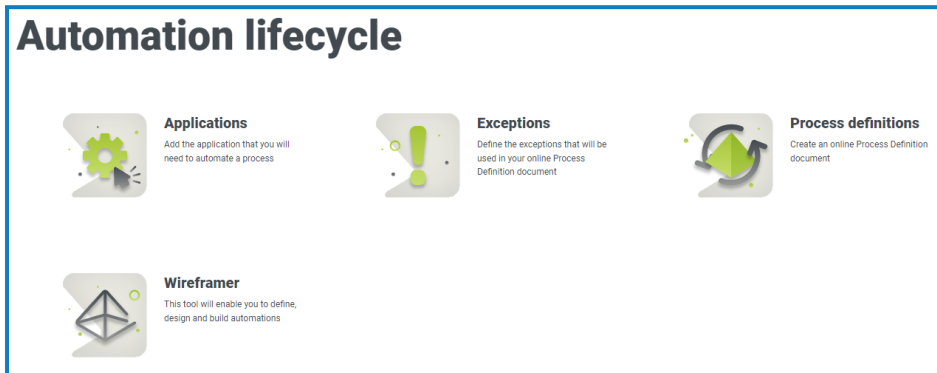 Automation lifecycle
Applications
Add the application that you will
need to automate a process
Exceptions
Define the exceptions that will be
used in your online Process
Definition document
Process definitions
Create an online Process Definition
document
Wireframer
This tool will enable you to define,
design and build automations